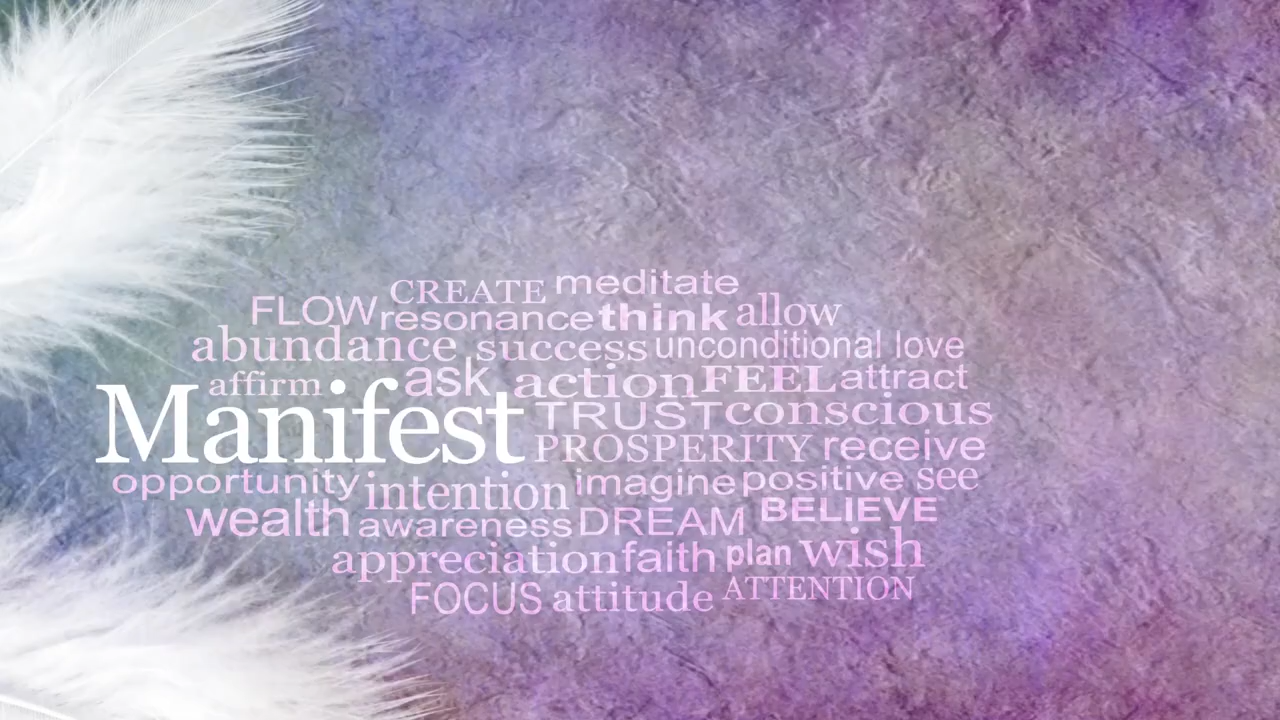 CREATE meditate
FLOW resonance think allow
abundance success unconditional love
affirm ask action FEEL attract
Manifest TRUST conscious
PROSPERITY receive
opportunity intention imagine positive see
wealth awareness DREAM BELIEVE
appreciation faith plan wish
FOCUS attitude ATTENTION